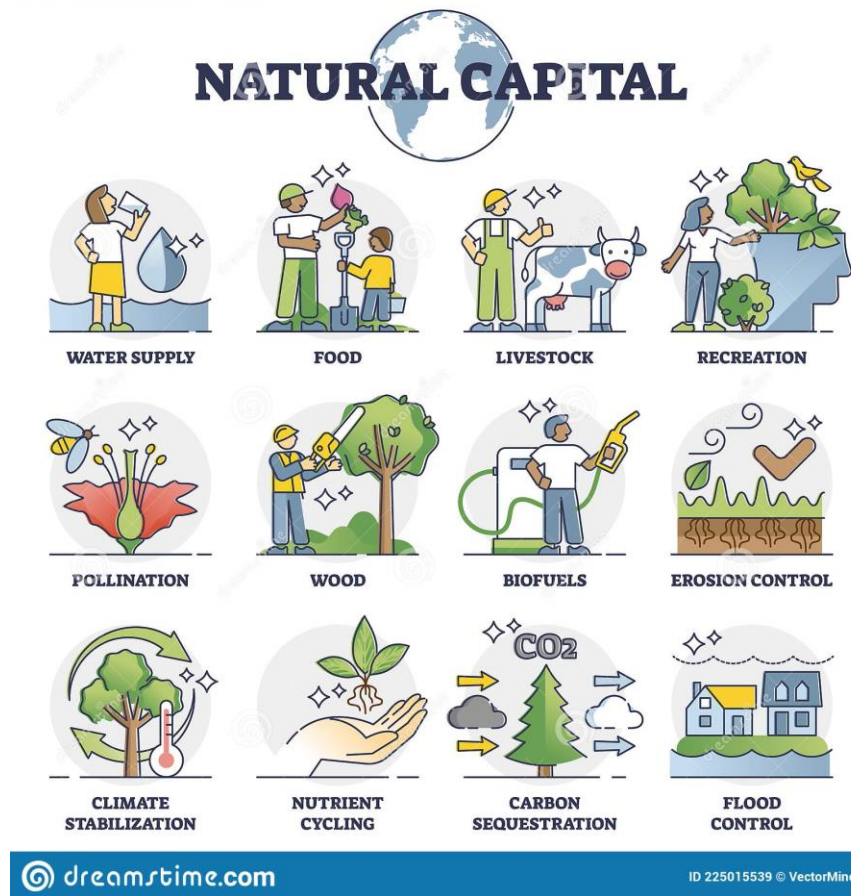 NATURAL CAPITAL
WATER SUPPLY
FOOD
LIVESTOCK
RECREATION
POLLINATION
WOOD
BIOFUELS
EROSION CONTROL
CLIMATE
STABILIZATION
NUTRIENT
CYCLING
CO2
CARBON
SEQUESTRATION
FLOOD
CONTROL
dreamstime.com
ID 225015539 ©